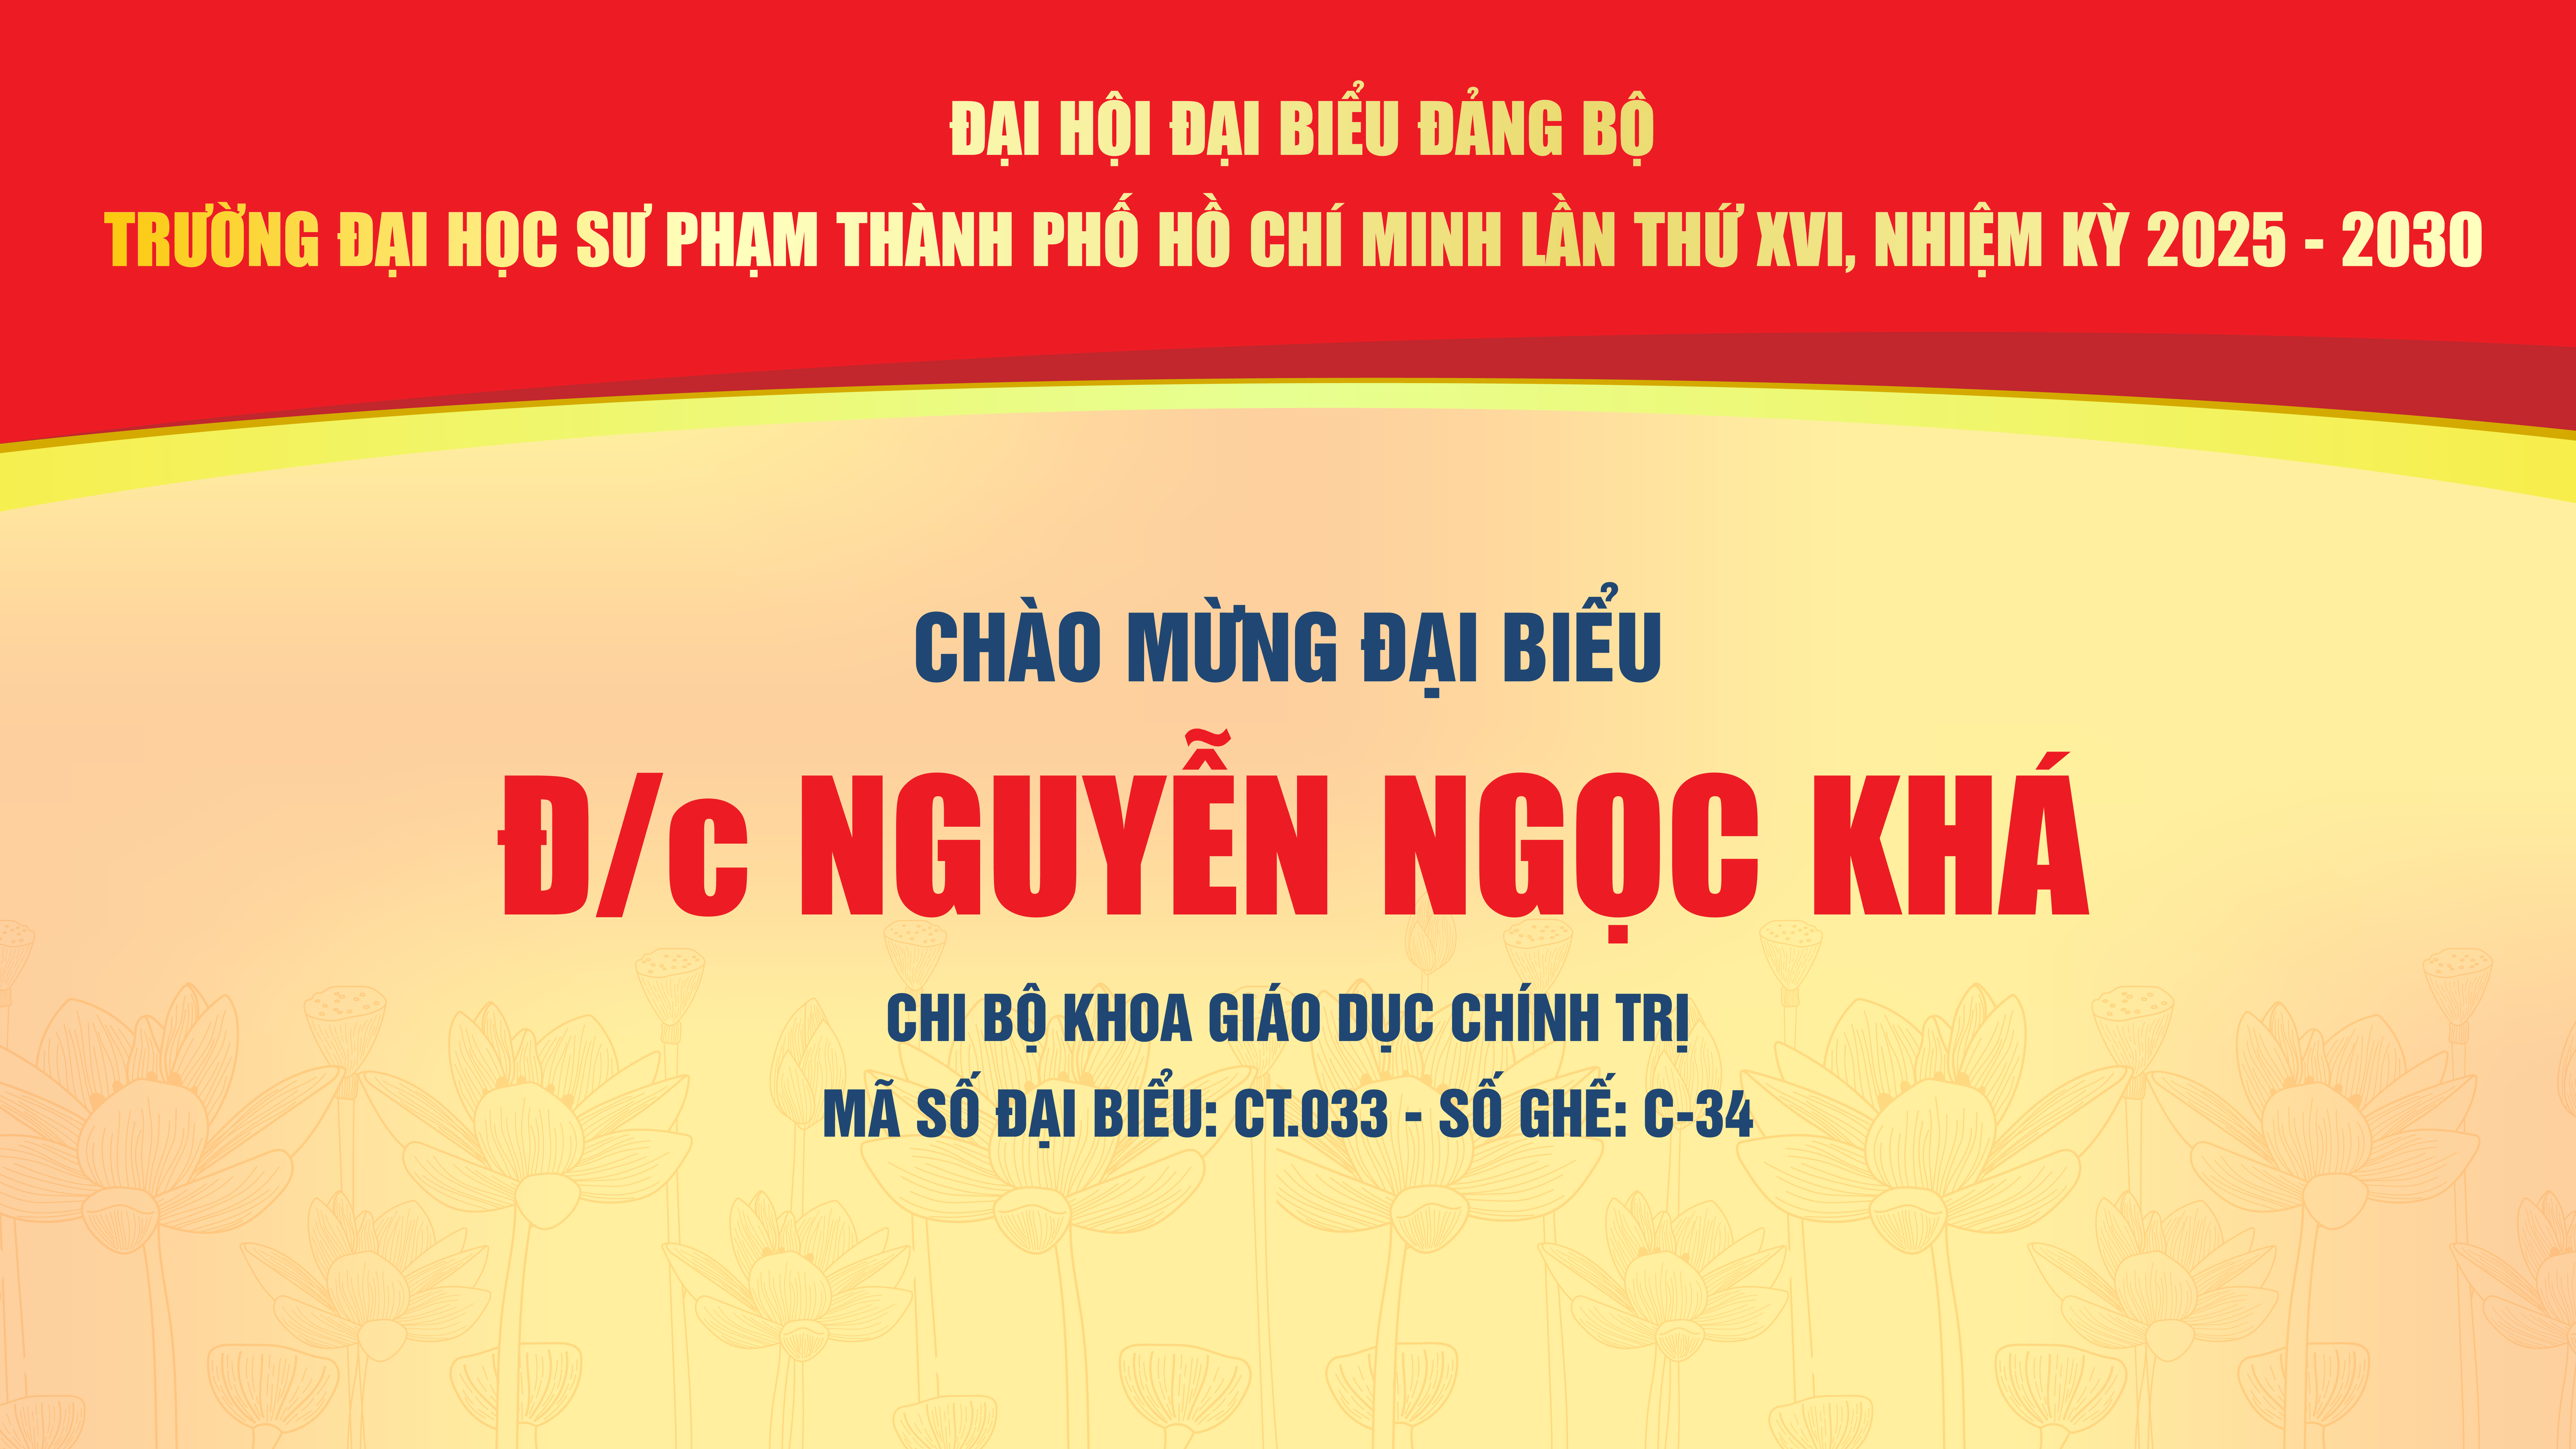 ĐẠI HỘI ĐẠI BIỂU ĐẢNG BỘ
TRƯỜNG ĐẠI HỌC SƯ PHẠM THÀNH PHỐ HỒ CHÍ MINH LẦN THỨ XVI, NHIỆM KỲ 2025 - 2030
CHÀO MỪNG ĐẠI BIỂU
Đ/c NGUYỄN NGỌC KHÁ
CHI BỘ KHOA GIÁO DỤC CHÍNH TRỊ
MÃ SỐ ĐẠI BIỂU: CT.033 - SỐ GHẾ: C-34